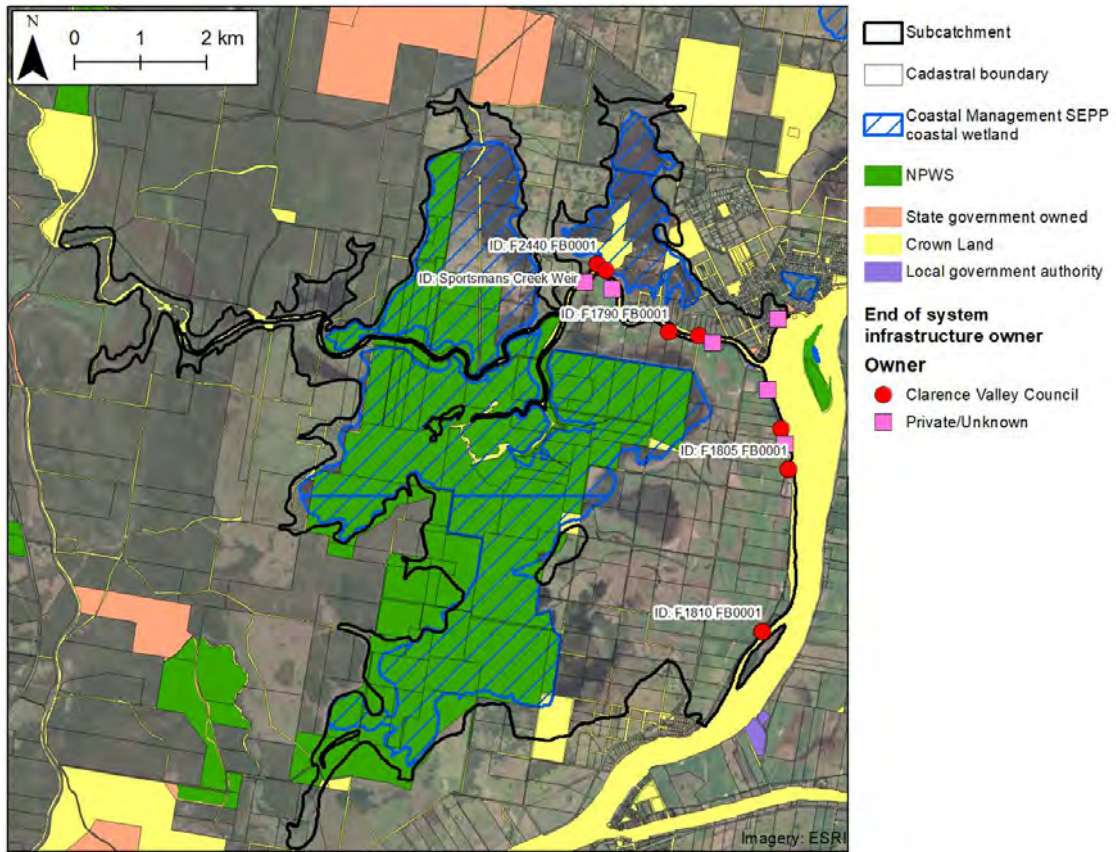 N
0 1 2 km
ID: F2440 FB0001
ID: Sportsmans Creek Weir
ID: F1790 FB0001
ID: F1805 FB0001
ID: F1810 FB0001
Imagery: ESRI
Subcatchment
Cadastral boundary
Coastal Management SEPP
coastal wetland
NPWS
State government owned
Crown Land
Local government authority
End of system
infrastructure owner
Owner
Clarence Valley Council
Private/Unknown